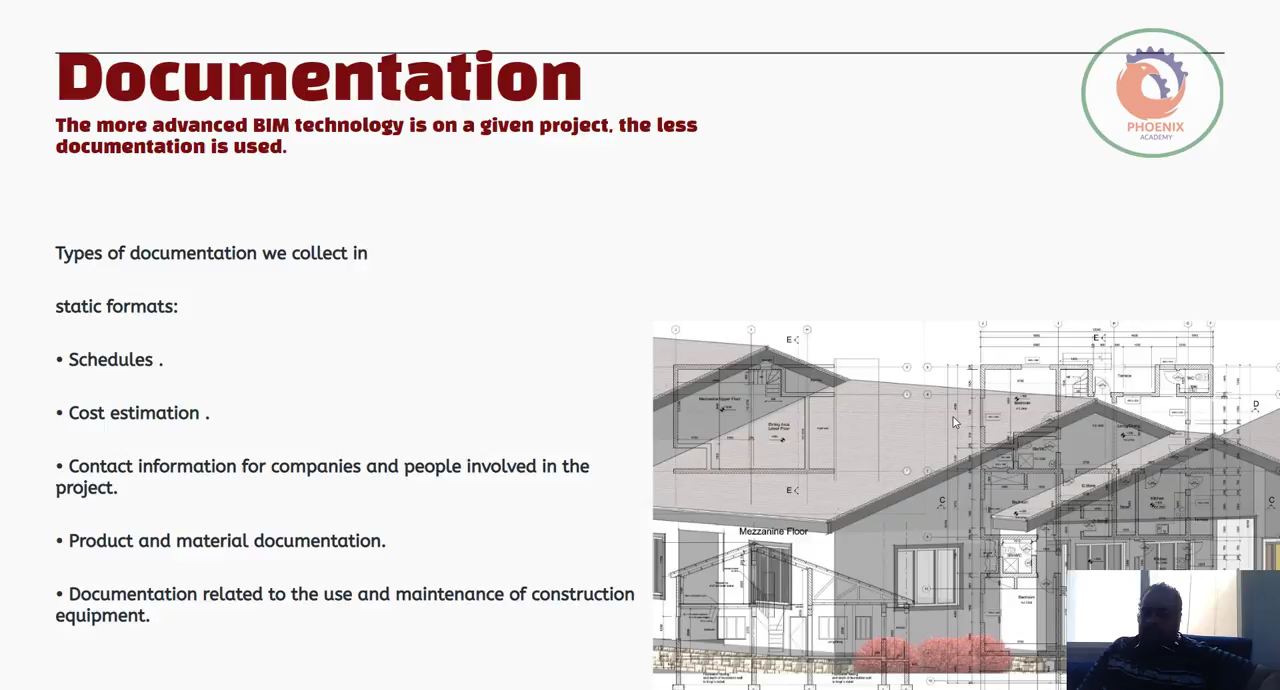 Documentation
The more advanced BIM technology is on a given project, the less
documentation is used.
PHOENIX
ACADEMY
Types of documentation we collect in
static formats:
• Schedules .
• Cost estimation .
• Contact information for companies and people involved in the
project.
• Product and material documentation.
• Documentation related to the use and maintenance of construction
equipment.
E
E
D
E
C
C
Mezzanine Floor